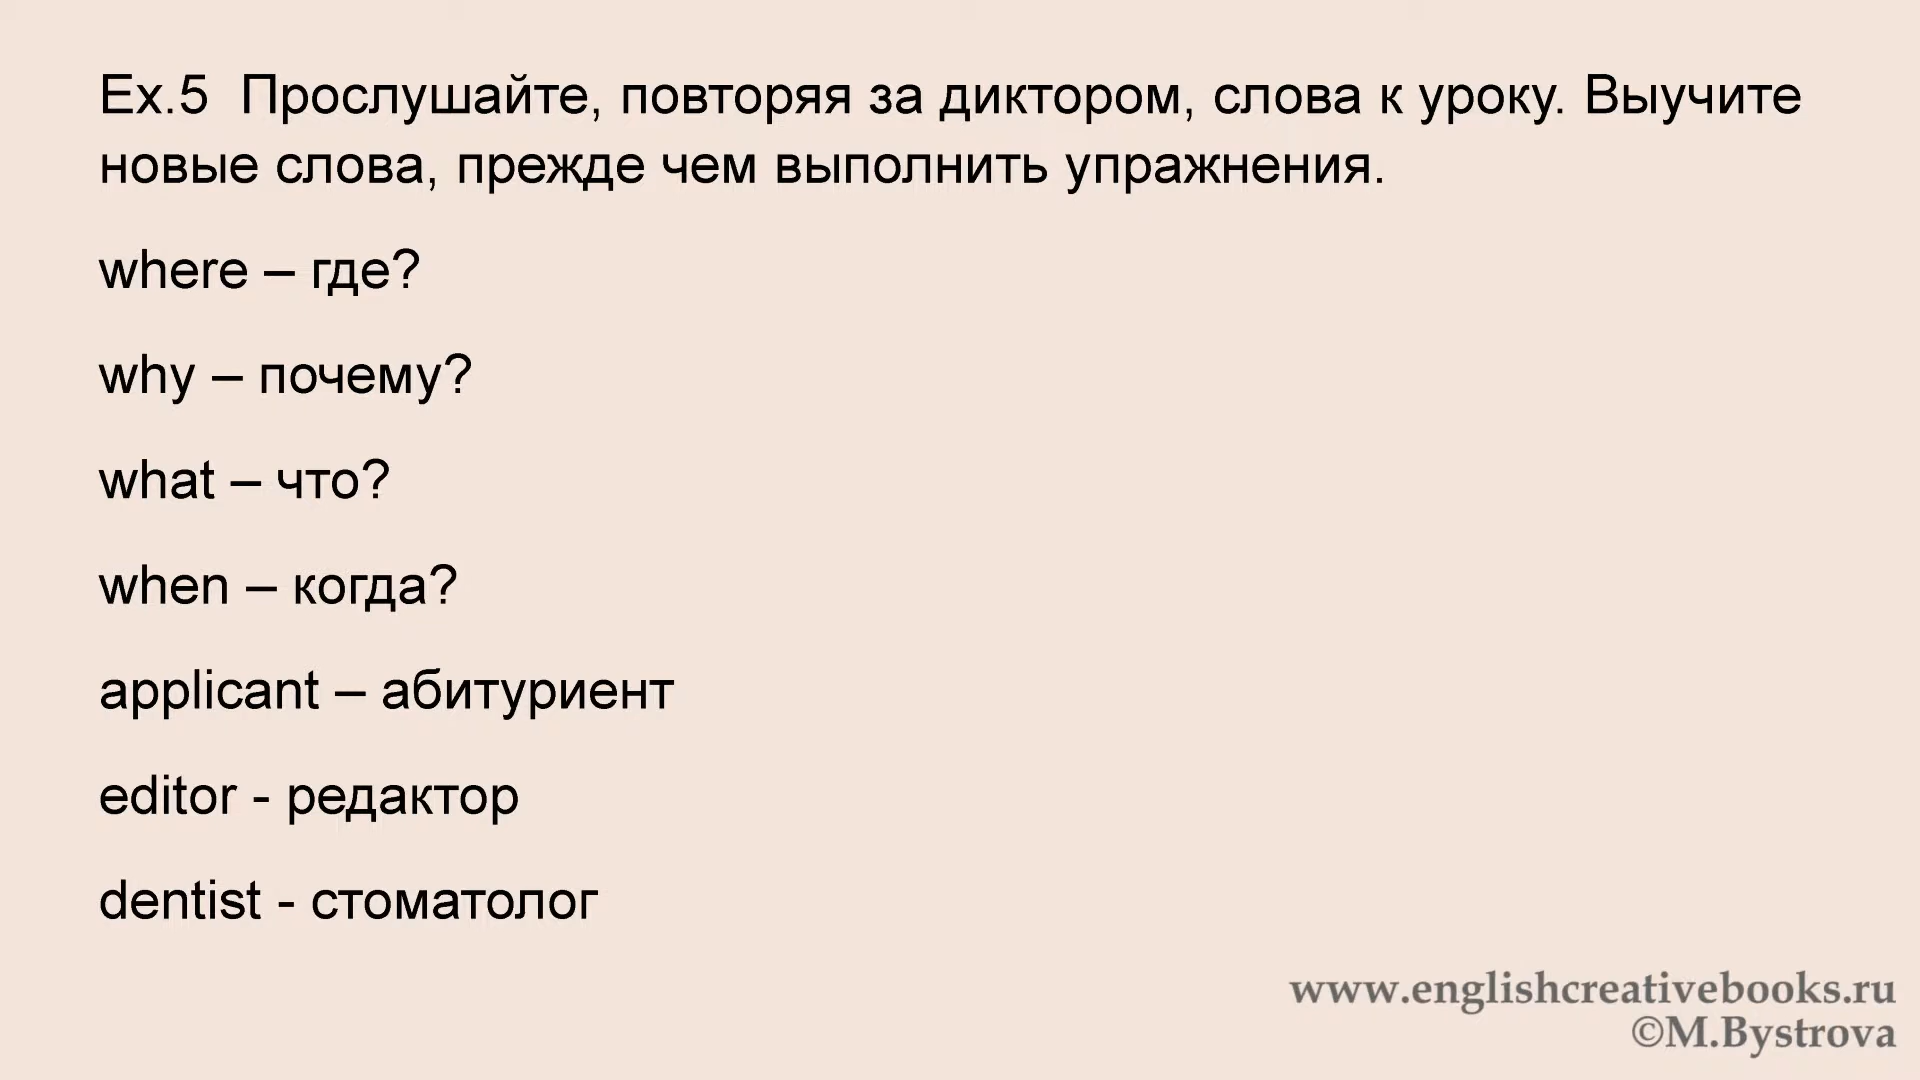 Ex.5 Прослушайте, повторяя за диктором, слова к уроку. Выучите
новые слова, прежде чем выполнить упражнения.
where – где?
why – почему?
what – что?
when – когда?
applicant – абитуриент
editor - редактор
dentist - стоматолог
www.englishcreativebooks.ru
©M.Bystrova